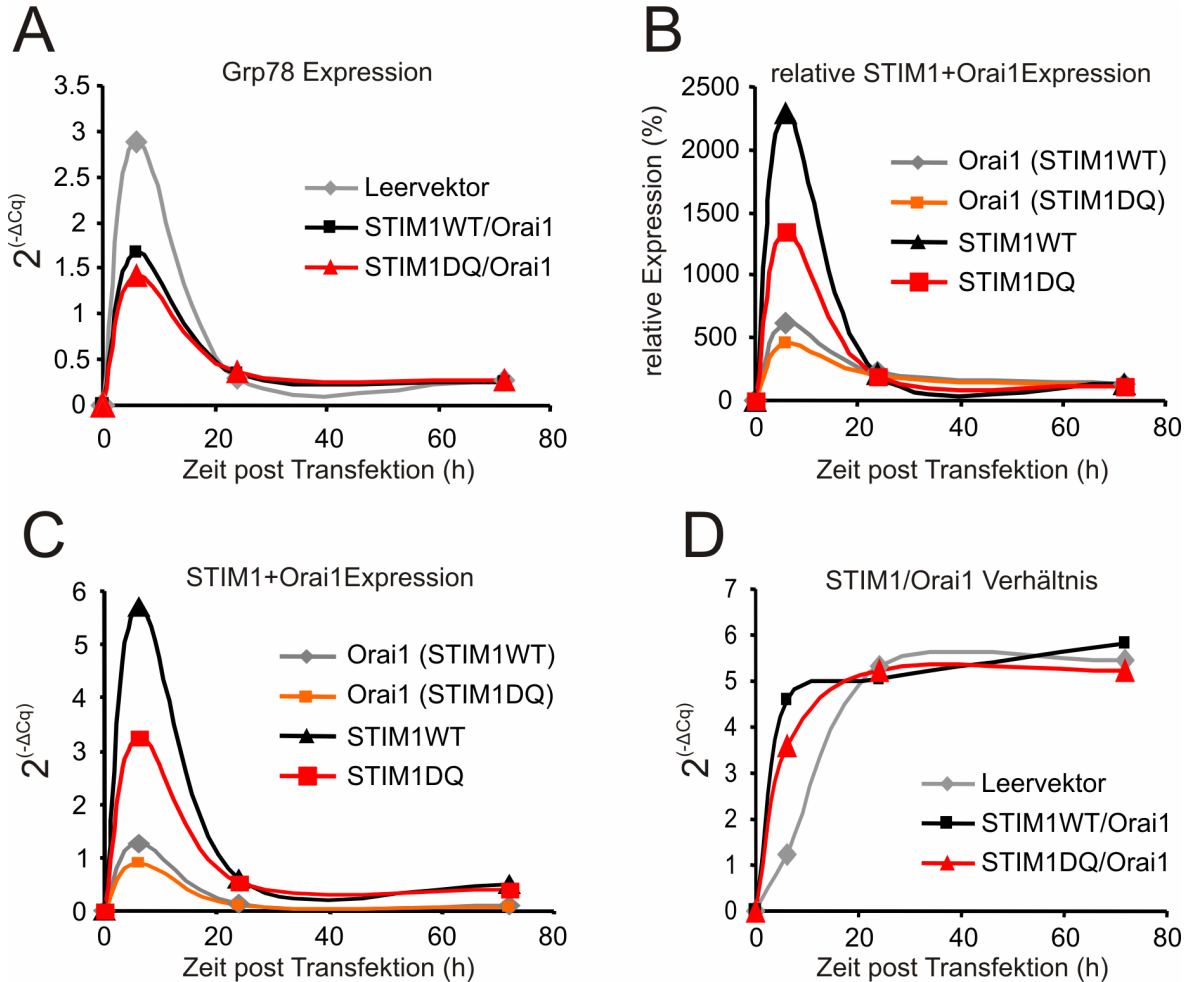 A
Grp78 Expression
3.5
3
2.5
2
1.5
1
0.5
0
2(-ΔCq)
Leervektor
STIM1WT/Orai1
STIM1DQ/Orai1
0 20 40 60 80
Zeit post Transfektion (h)
B
relative STIM1+Orai1Expression
2500
2000
1500
1000
500
0
relative Expression (%)
Orai1 (STIM1WT)
Orai1 (STIM1DQ)
STIM1WT
STIM1DQ
0 20 40 60 80
Zeit post Transfektion (h)
C
STIM1+Orai1Expression
6
5
4
3
2
1
0
2(-ΔCq)
Orai1 (STIM1WT)
Orai1 (STIM1DQ)
STIM1WT
STIM1DQ
0 20 40 60 80
Zeit post Transfektion (h)
D
STIM1/Orai1 Verhältnis
7
6
5
4
3
2
1
0
2(-ΔCq)
Leervektor
STIM1WT/Orai1
STIM1DQ/Orai1
0 20 40 60 80
Zeit post Transfektion (h)